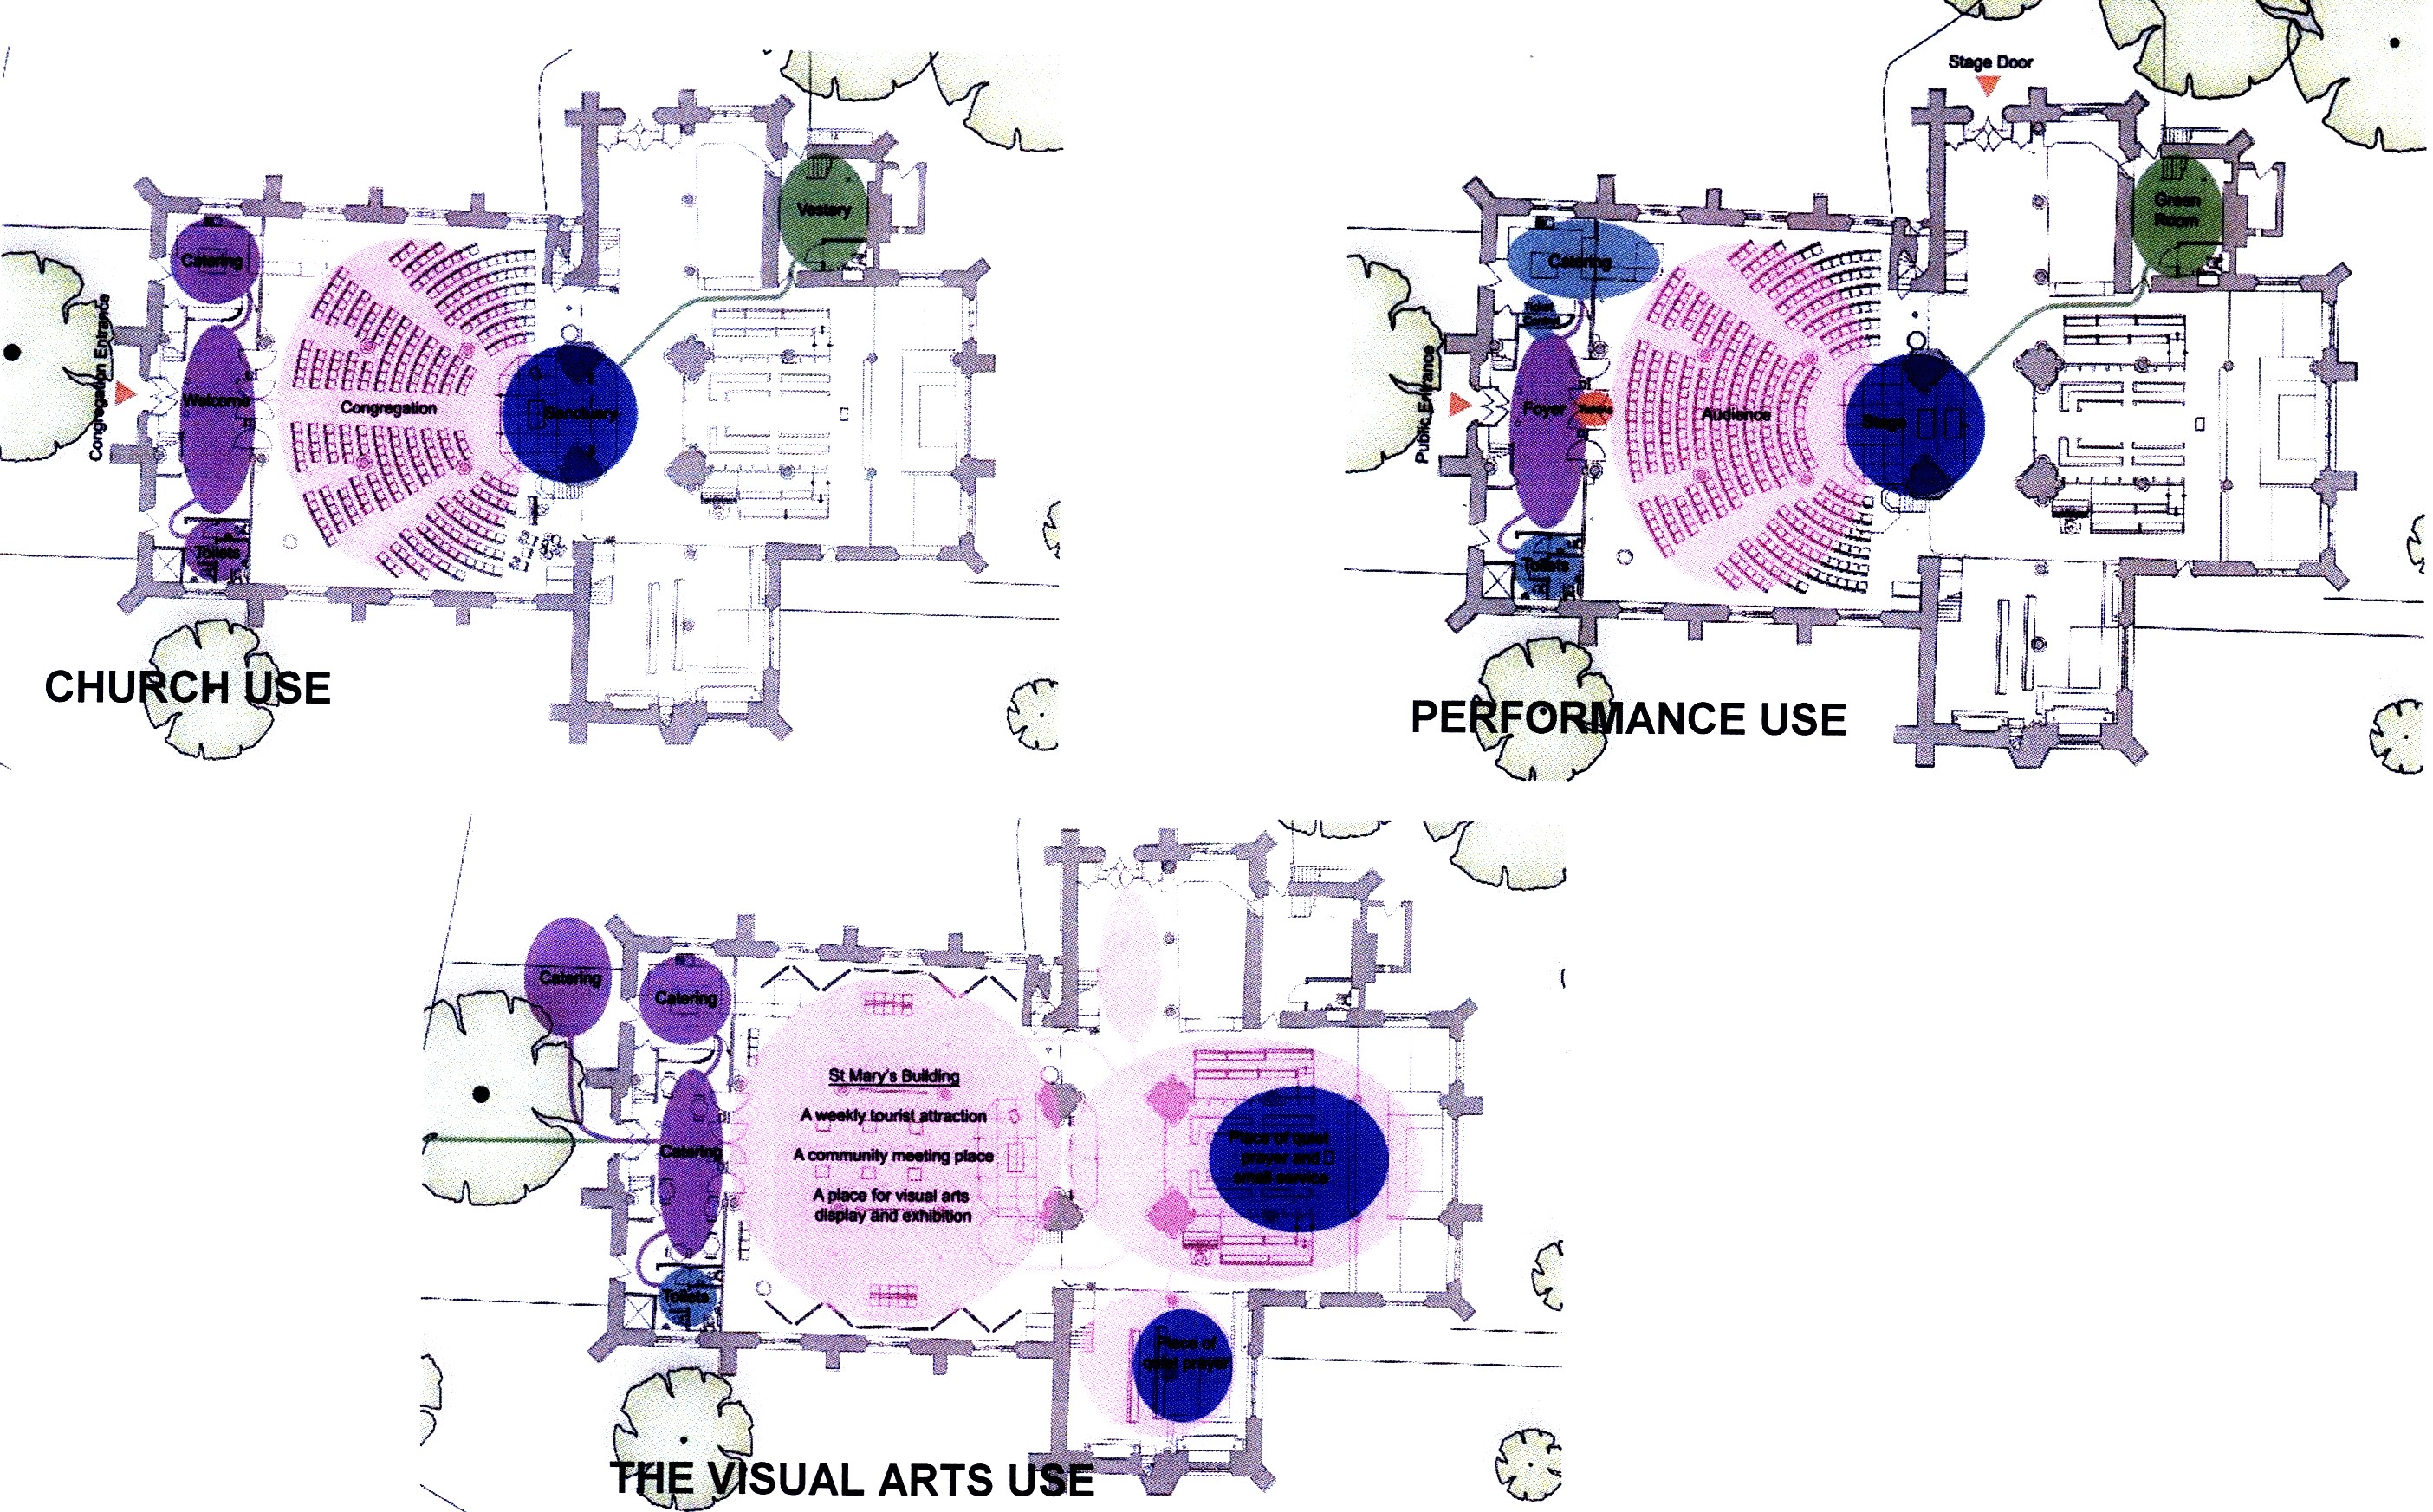 Catering
Vestery
Congregation Entrance
Welcome
Congregation
Sanctuary
Toilets
CHURCH USE
Stage Door
Green
Room
Catering
Public Entrance
Foyer
Audience
Stage
Toilets
PERFORMANCE USE
Catering
Catering
St Mary's Building
A weekly tourist attraction
Catering
A community meeting place
A place for visual arts
display and exhibition
Place of quiet
prayer and
small service
Toilets
Place of
quiet prayer
THE VISUAL ARTS USE